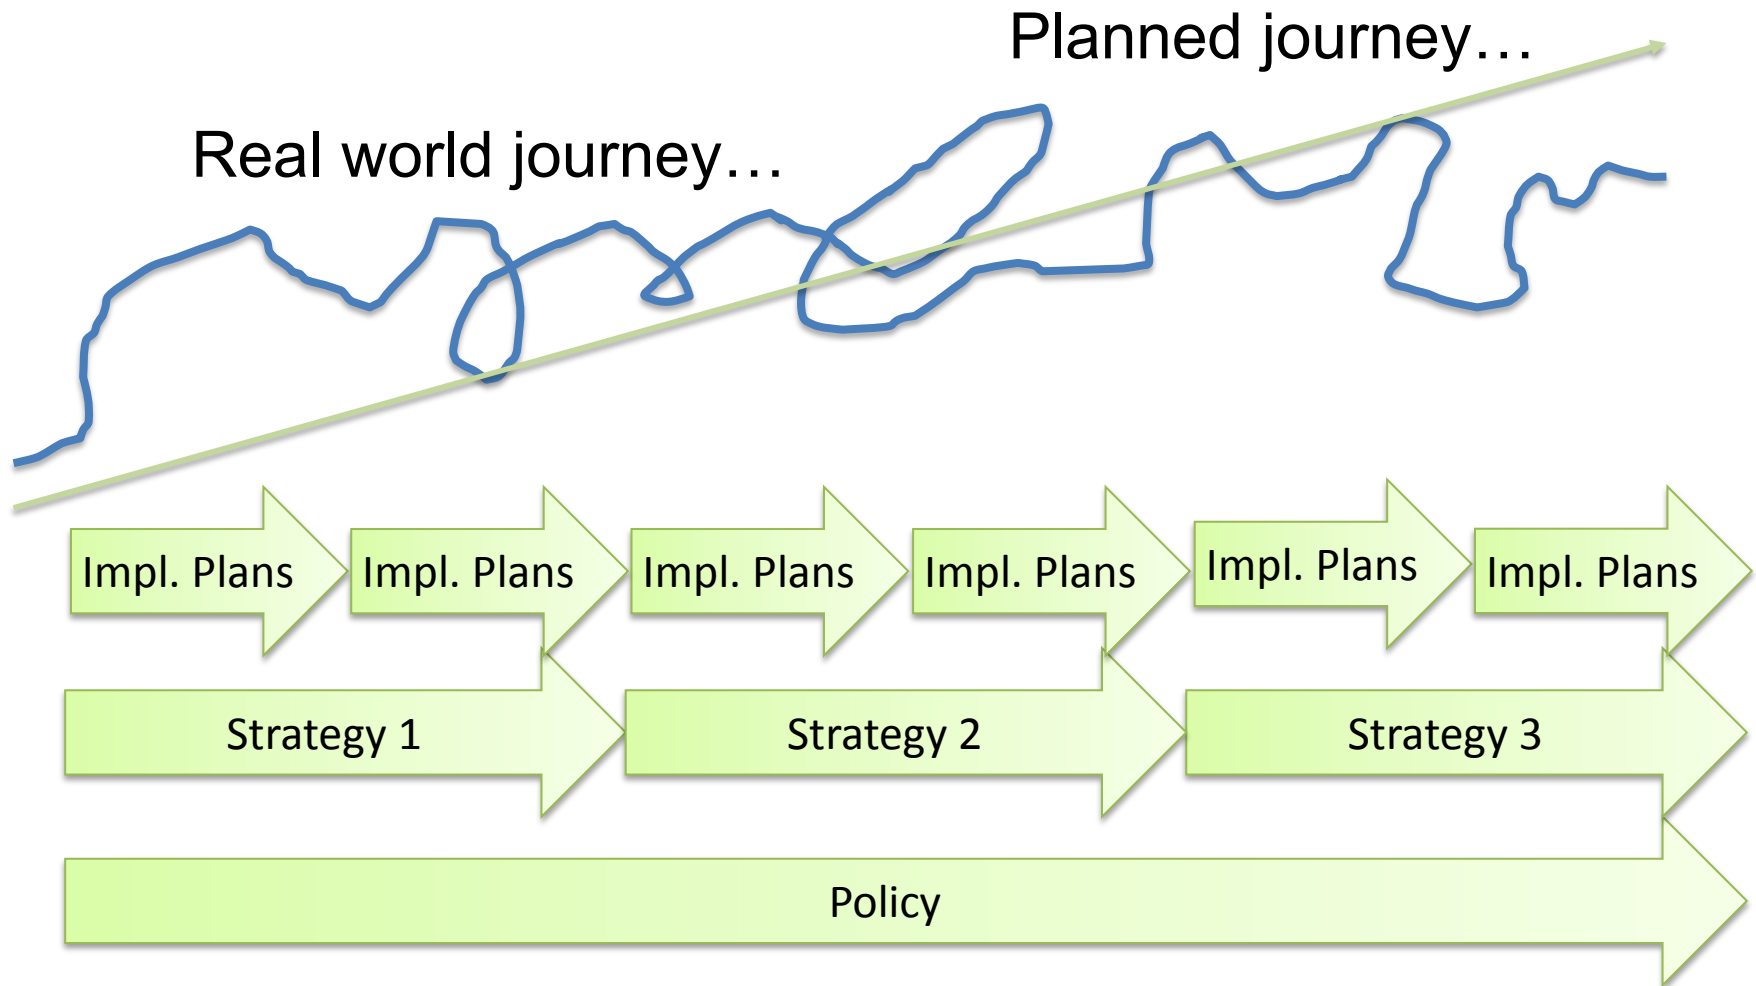 Planned journey…
Real world journey…
Impl. Plans
Impl. Plans
Impl. Plans
Impl. Plans
Impl. Plans
Impl. Plans
Strategy 1
Strategy 2
Strategy 3
Policy